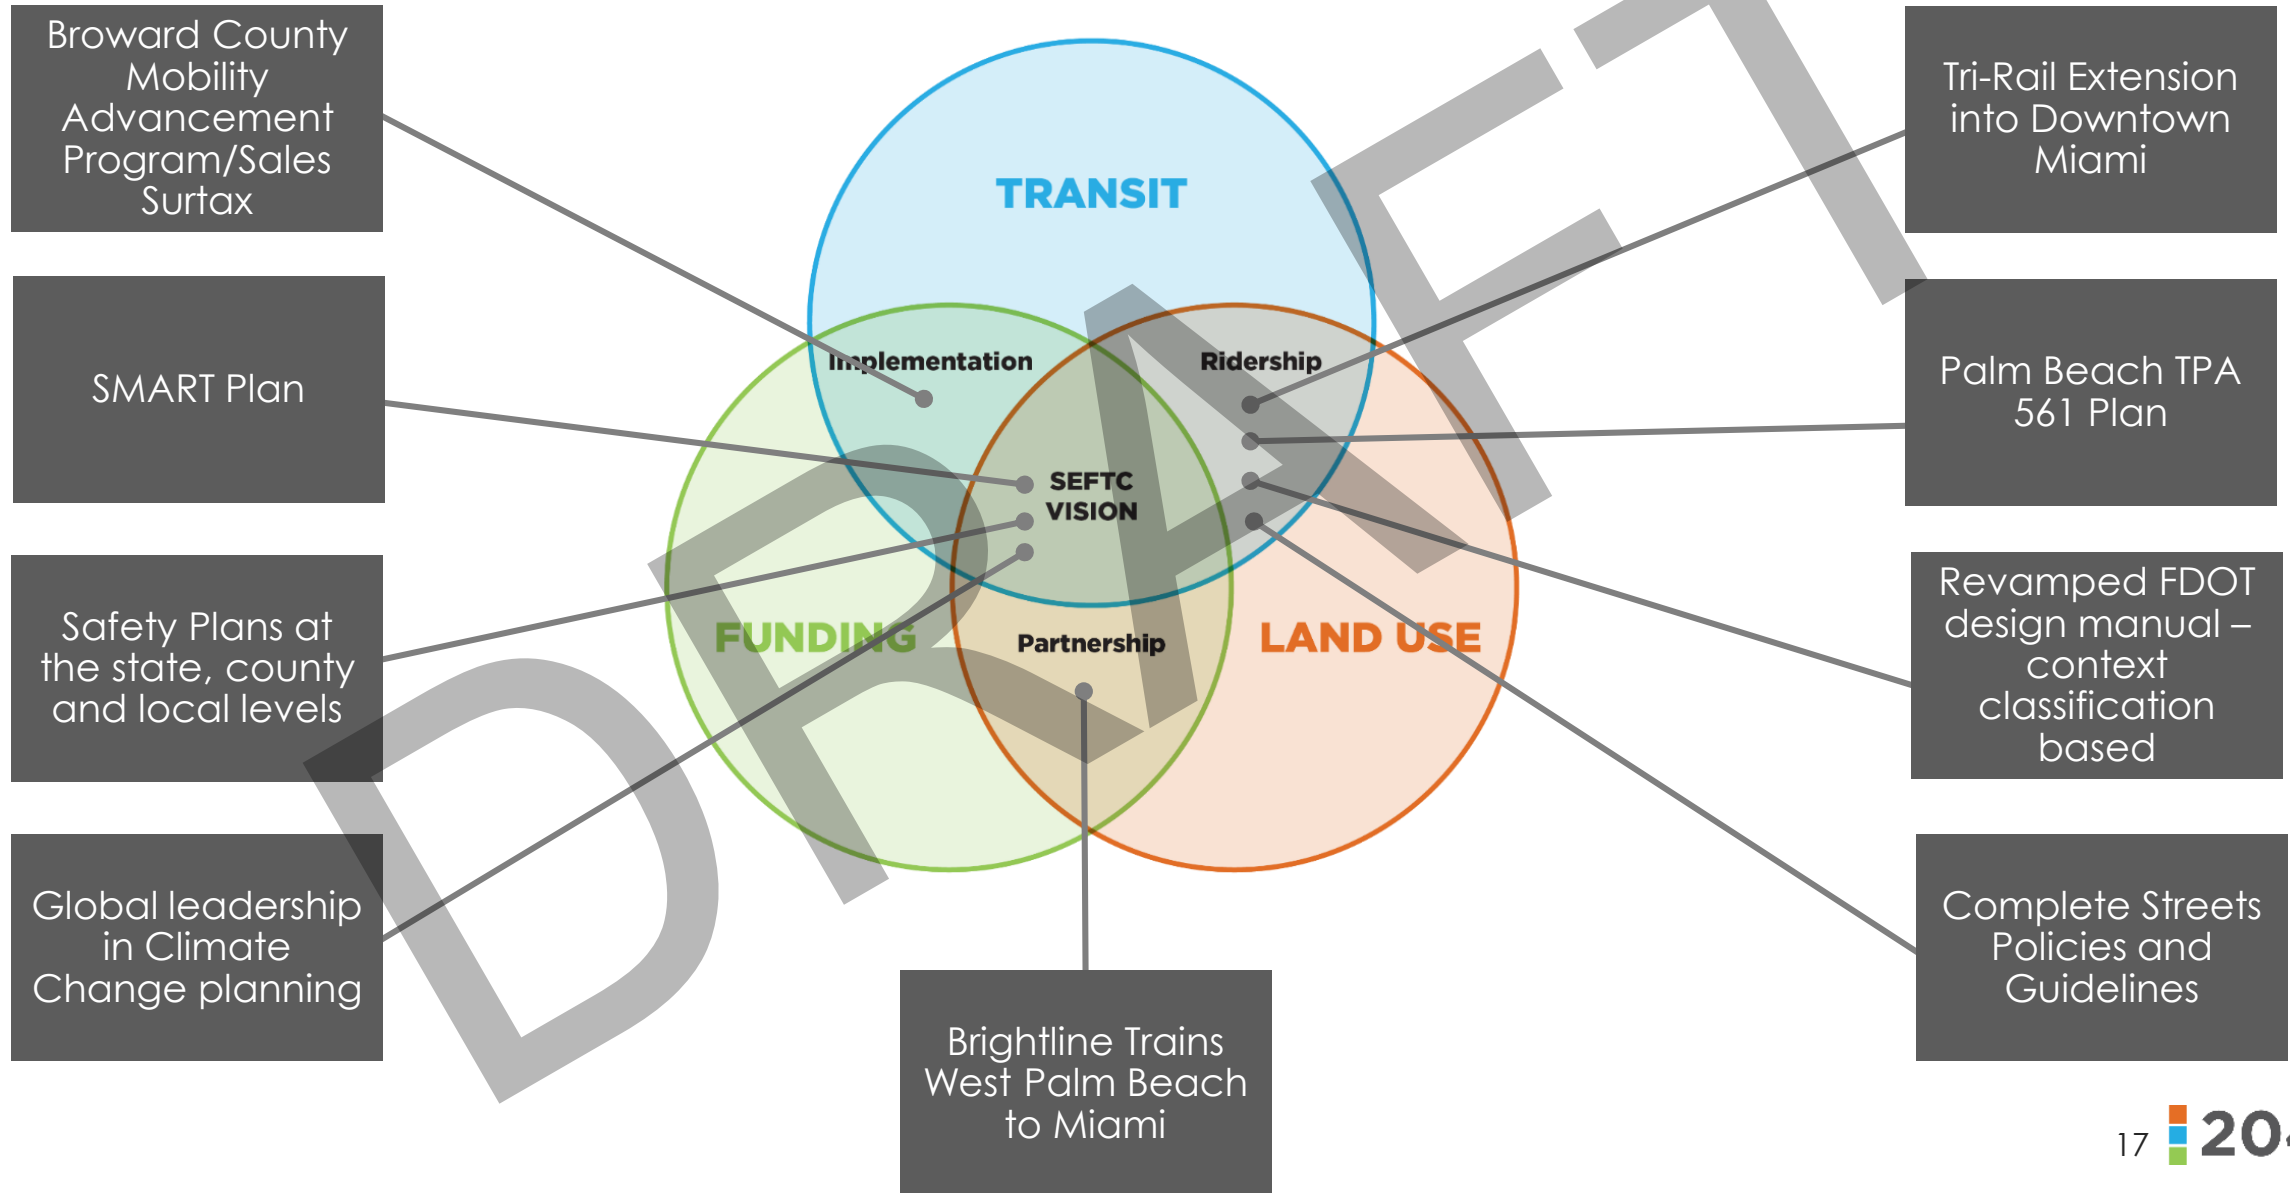 Broward County
Mobility
Advancement
Program/Sales
Surtax
SMART Plan
Safety Plans at
the state, county
and local levels
Global leadership
in Climate
Change planning
TRANSIT
Implementation
Ridership
SEFTC
VISION
FUNDING
Partnership
LAND USE
Brightline Trains
West Palm Beach
to Miami
Tri-Rail Extension
into Downtown
Miami
Palm Beach TPA
561 Plan
Revamped FDOT
design manual –
context
classification
based
Complete Streets
Policies and
Guidelines
DRAFT
17